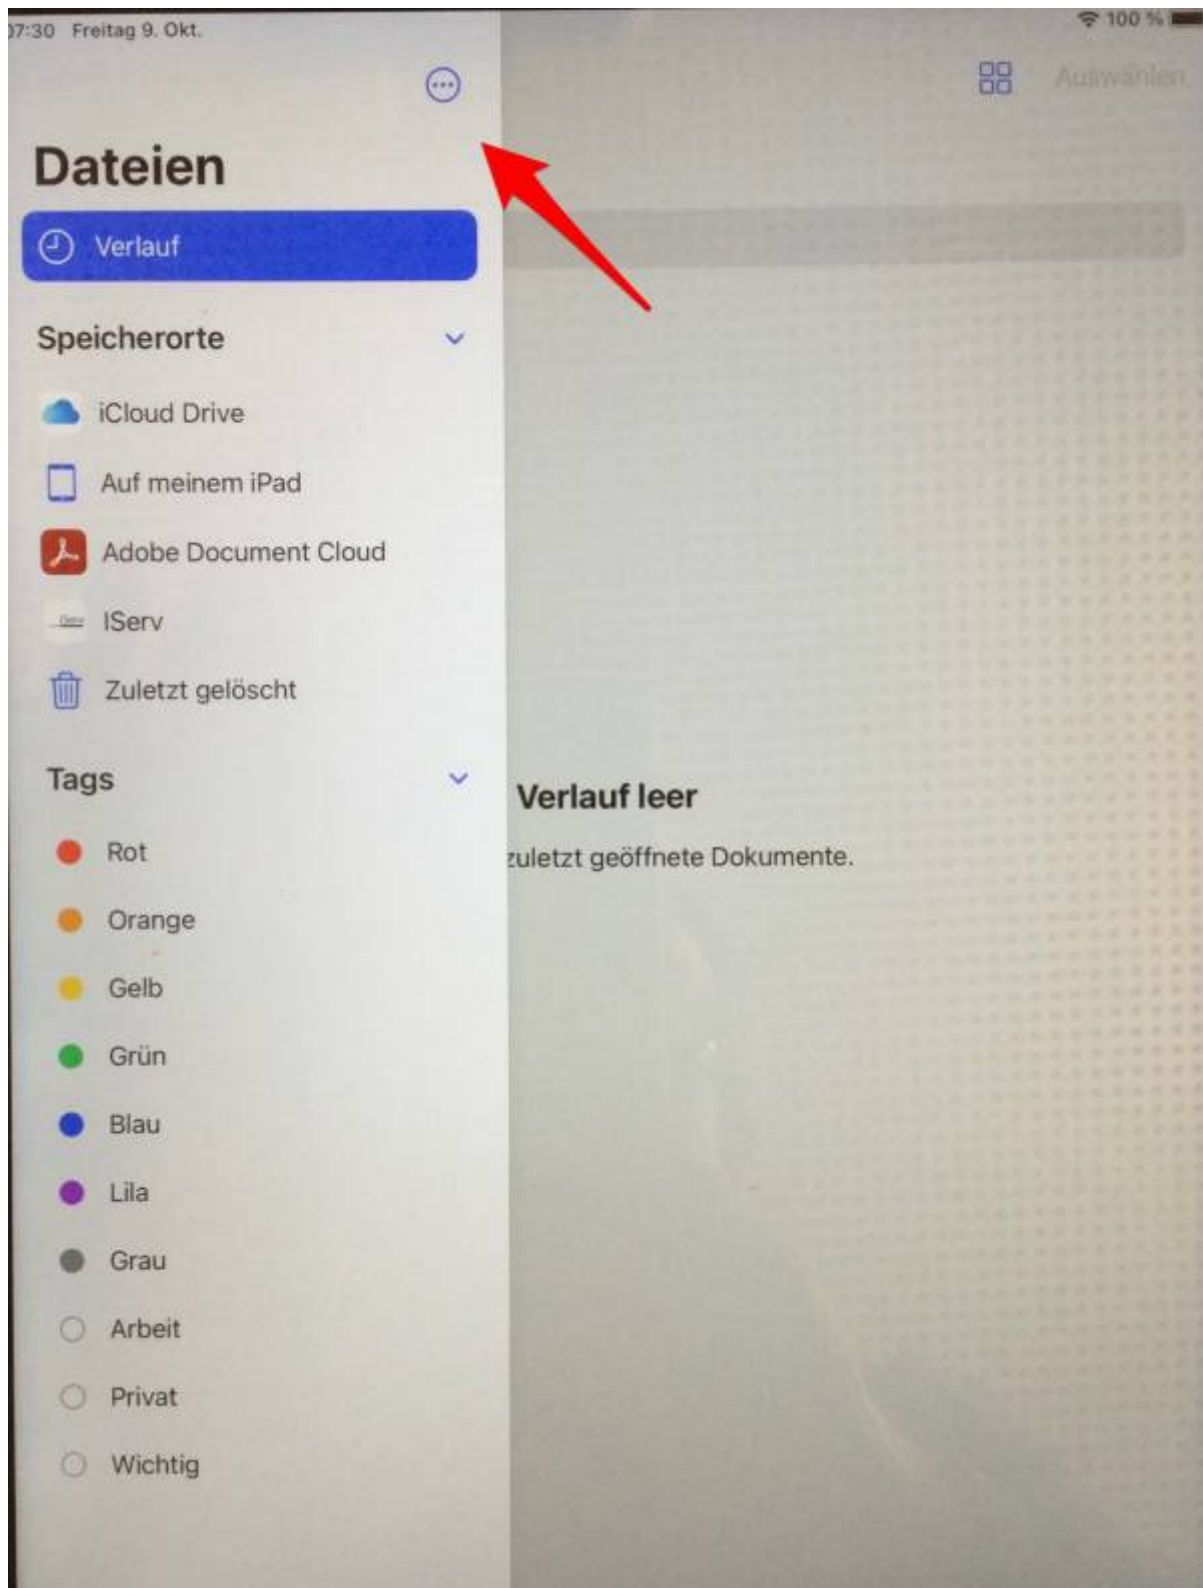 07:30 Freitag 9. Okt.
100 %
Auswählen
Dateien
Verlauf
Speicherorte
iCloud Drive
Auf meinem iPad
Adobe Document Cloud
IServ
Zuletzt gelöscht
Tags
Verlauf leer
Rot
zuletzt geöffnete Dokumente.
Orange
Gelb
Grün
Blau
Lila
Grau
Arbeit
Privat
Wichtig